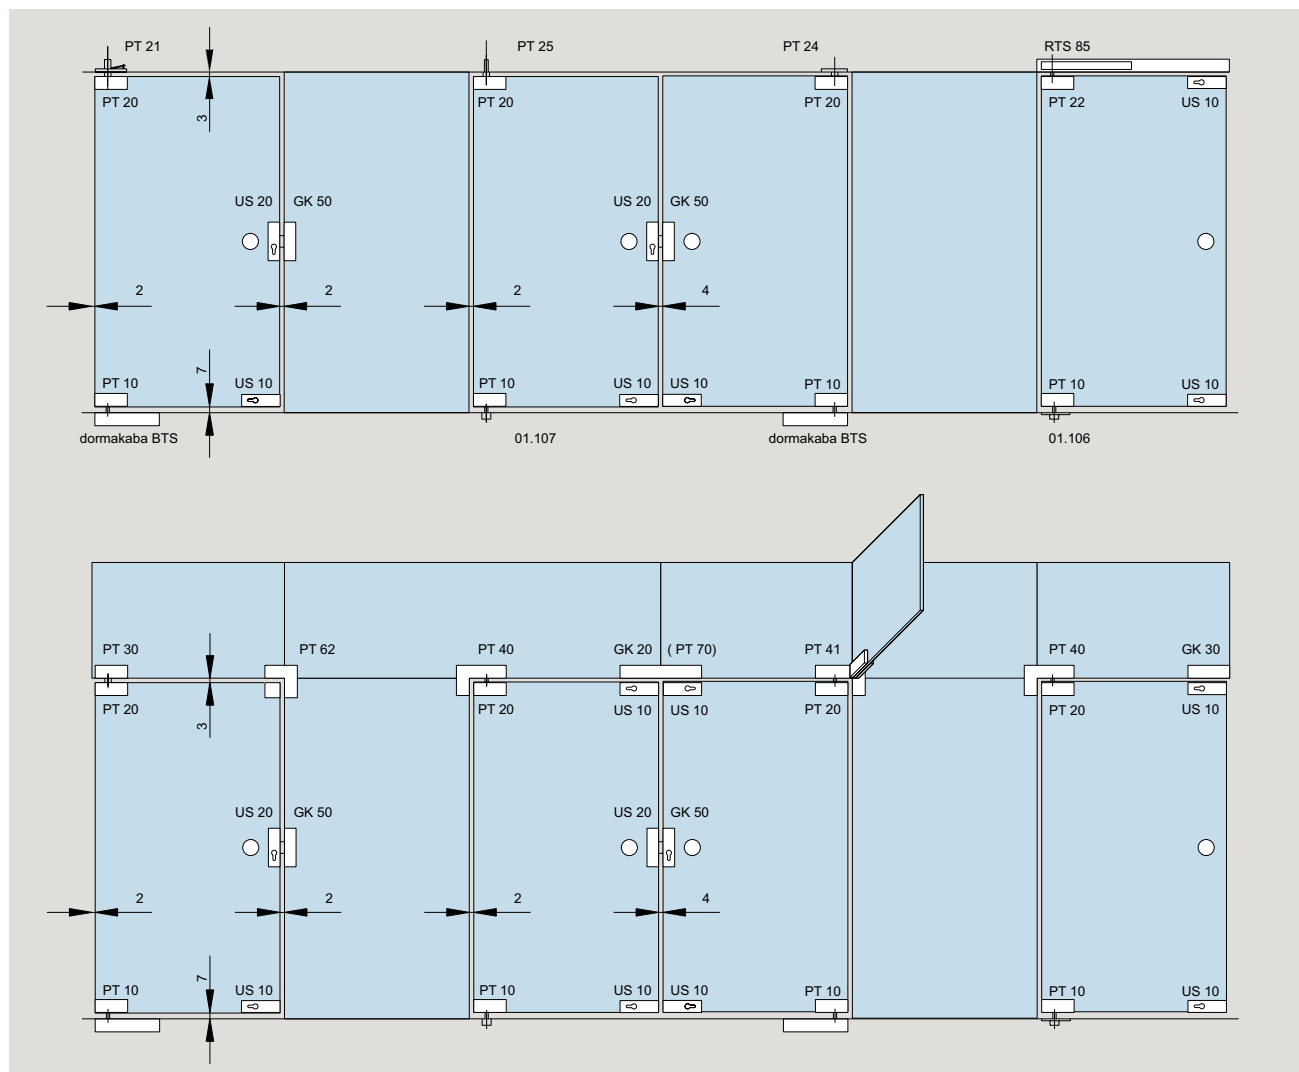 PT 21 PT 25 PT 24 RTS 85
PT 20 PT 20 PT 20 PT 22 US 10
3
US 20 GK 50 US 20 GK 50
2 2 2 4
7
PT 10 US 10 PT 10 US 10 US 10 PT 10 PT 10 US 10
dormakaba BTS 01.107 dormakaba BTS 01.106
PT 30 PT 62 PT 40 GK 20 ( PT 70) PT 41 PT 40 GK 30
PT 20 PT 20 US 10 US 10 PT 20 PT 20 US 10
3
US 20 GK 50 US 20 GK 50
2 2 2 4
7
PT 10 US 10 PT 10 US 10 US 10 PT 10 PT 10 US 10